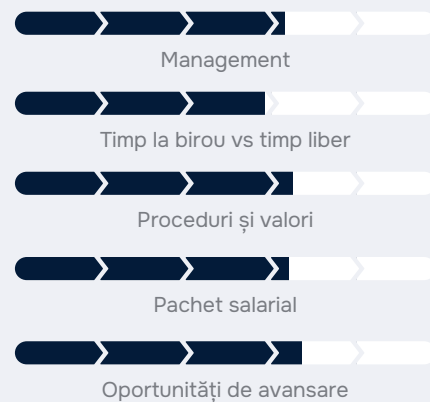 Management
Timp la birou vs timp liber
Proceduri și valori
Pachet salarial
Oportunități de avansare